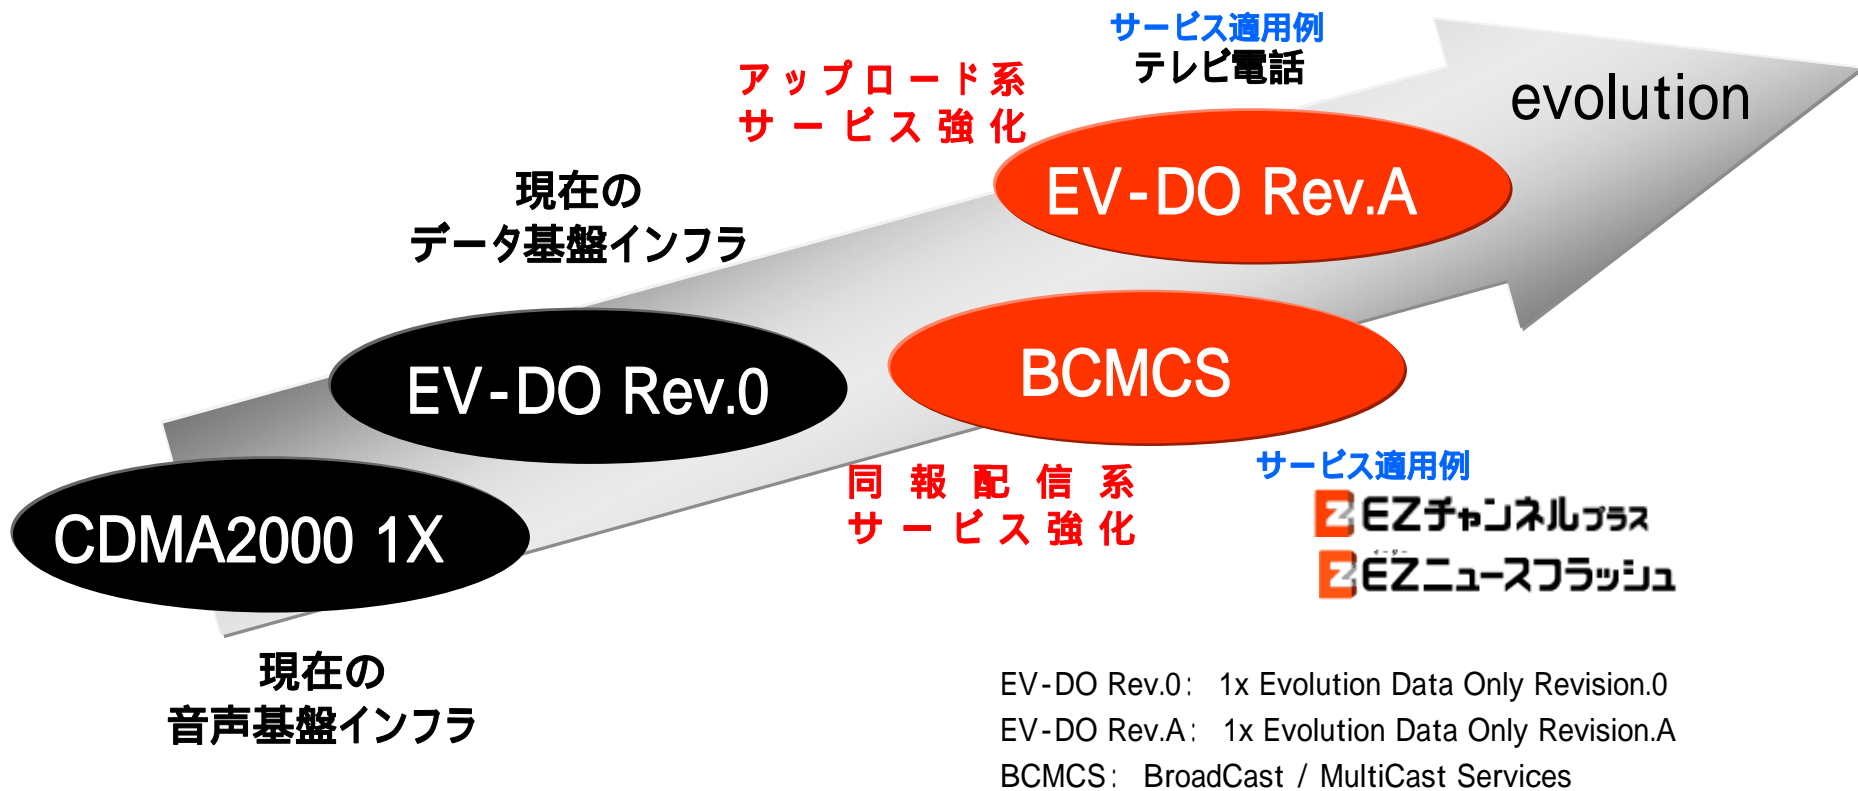 サービス適用例
テレビ電話
アップロード系
サービス強化
evolution
EV-DO Rev.A
現在の
データ基盤インフラ
EV-DO Rev.0
BCMCS
同報配信系
サービス強化
サービス適用例
EZチャンネルプラス
イージー
EZニュースフラッシュ
CDMA2000 1X
現在の
音声基盤インフラ
EV-DO Rev.0: 1x Evolution Data Only Revision.0
EV-DO Rev.A: 1x Evolution Data Only Revision.A
BCMCS: BroadCast / MultiCast Services